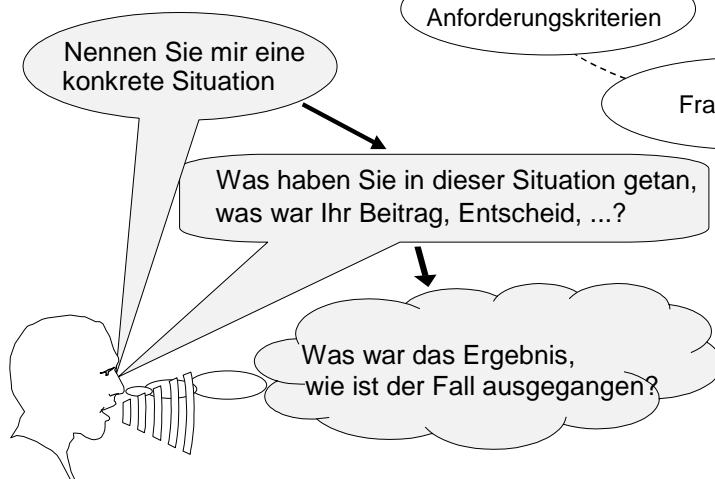 Anforderungskriterien
Nennen Sie mir eine
konkrete Situation
Was haben Sie in dieser Situation getan,
was war Ihr Beitrag, Entscheid, ...?
Was war das Ergebnis,
wie ist der Fall ausgegangen?